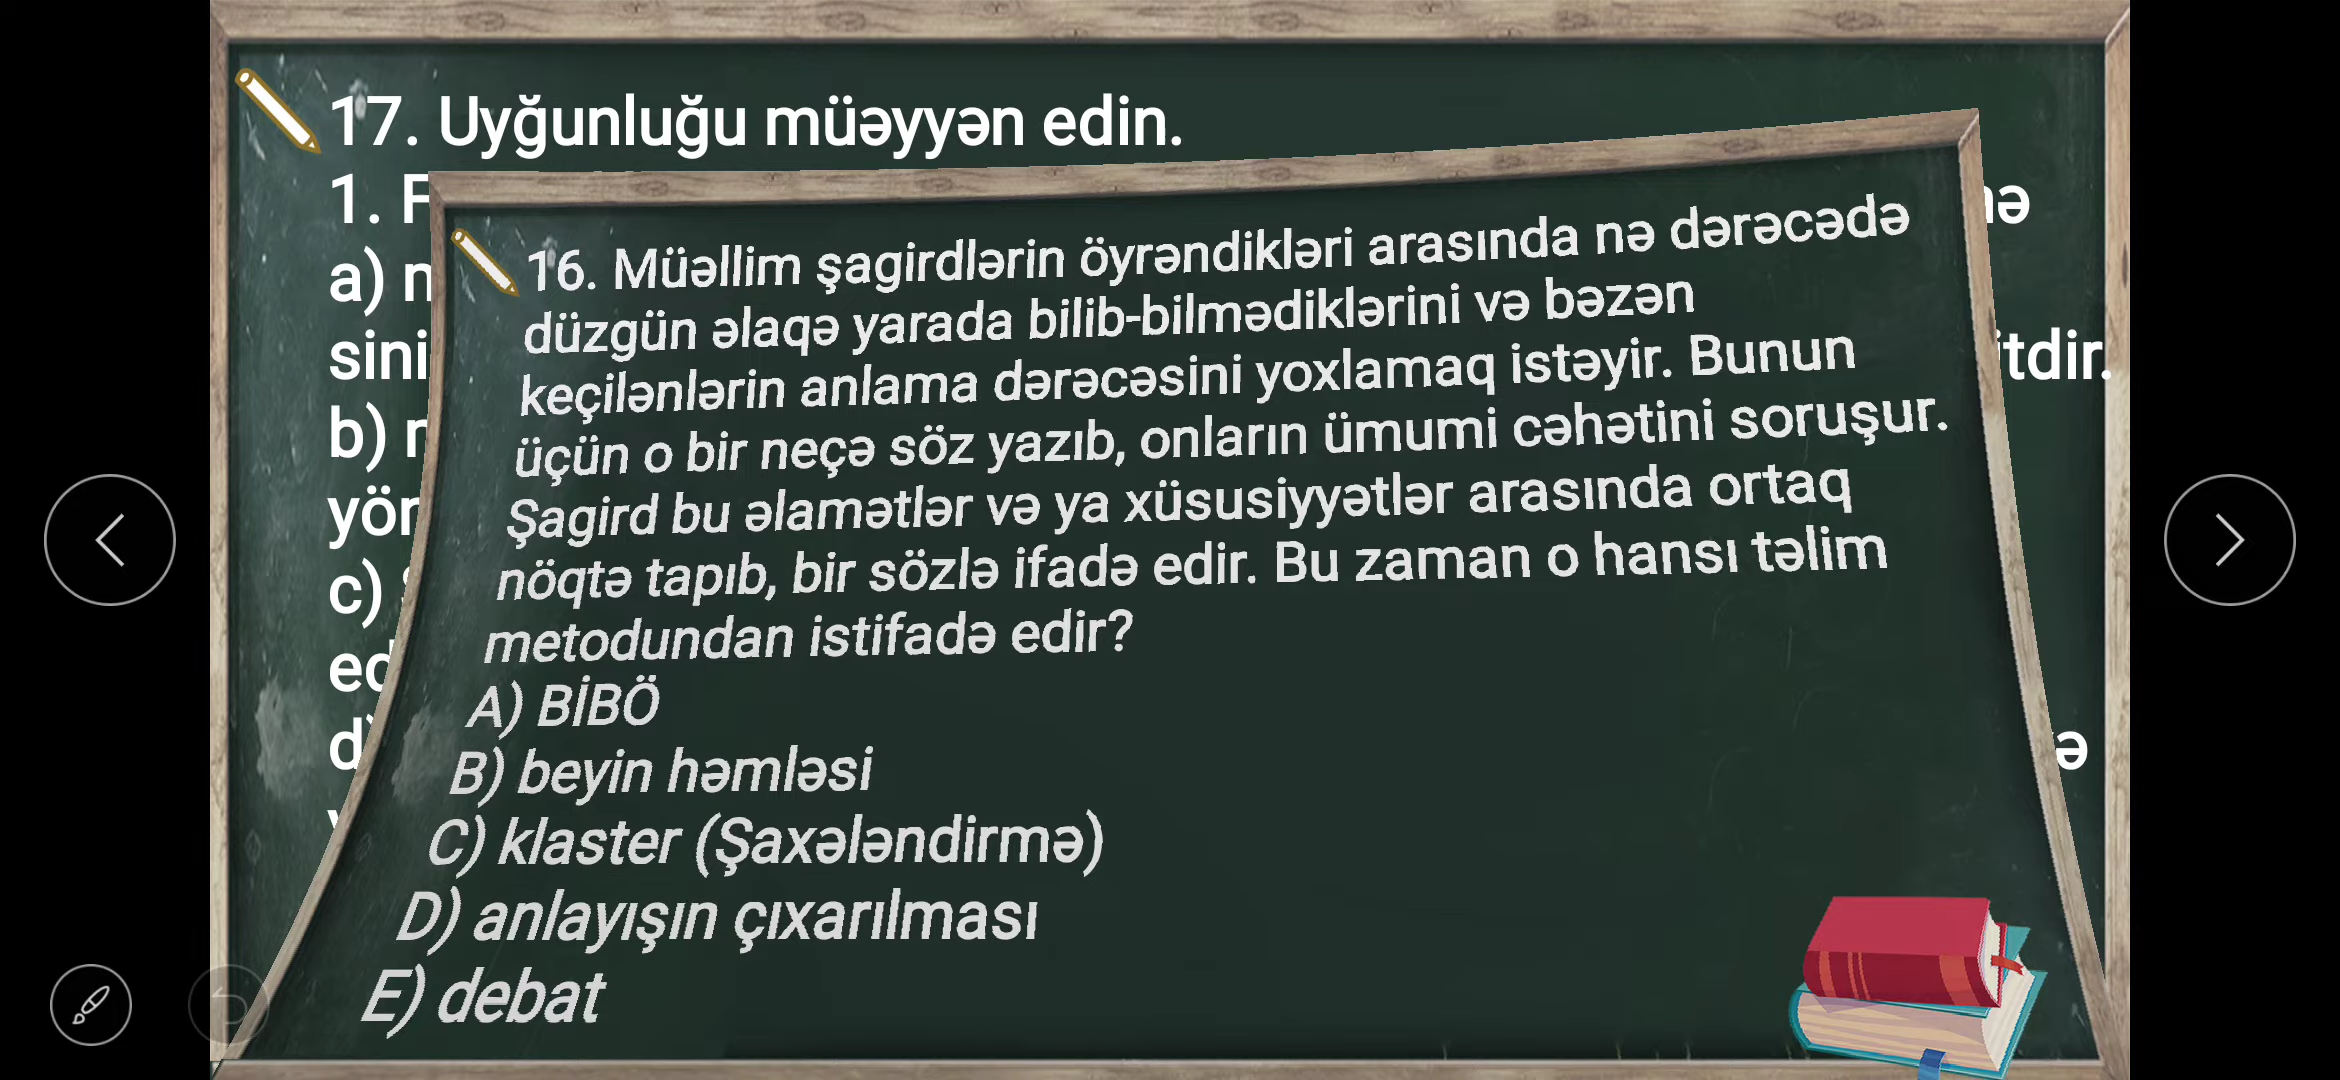 17. Uyğunluğu müəyyən edin.
1.
a)
sini
itdir.
b)
yör
c)
ed
d)
ə
16. Müəllim şagirdlərin öyrəndikləri arasında nə dərəcədə
düzgün əlaqə yarada bilib-bilmədiklərini və bəzən
keçilənlərin anlama dərəcəsini yoxlamaq istəyir. Bunun
üçün o bir neçə söz yazıb, onların ümumi cəhətini soruşur.
Şagird bu əlamətlər və ya xüsusiyyətlər arasında ortaq
nöqtə tapıb, bir sözlə ifadə edir. Bu zaman o hansı təlim
metodundan istifadə edir?
A) BİBÖ
B) beyin həmləsi
C) klaster (Şaxələndirmə)
D) anlayışın çıxarılması
E) debat